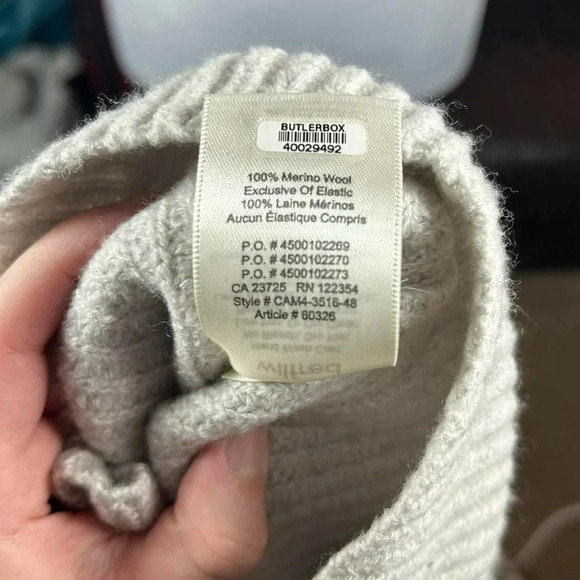 BUTLERBOX
40029492
100% Merino Wool
Exclusive Of Elastic
100% Laine Mérinos
Aucun Élastique Compris
P.O. # 4500102269
P.O. # 4500102270
P.O. # 4500102273
CA 23725 RN 122354
Style # CAM4-3516-48
Article # 60326
wilfred